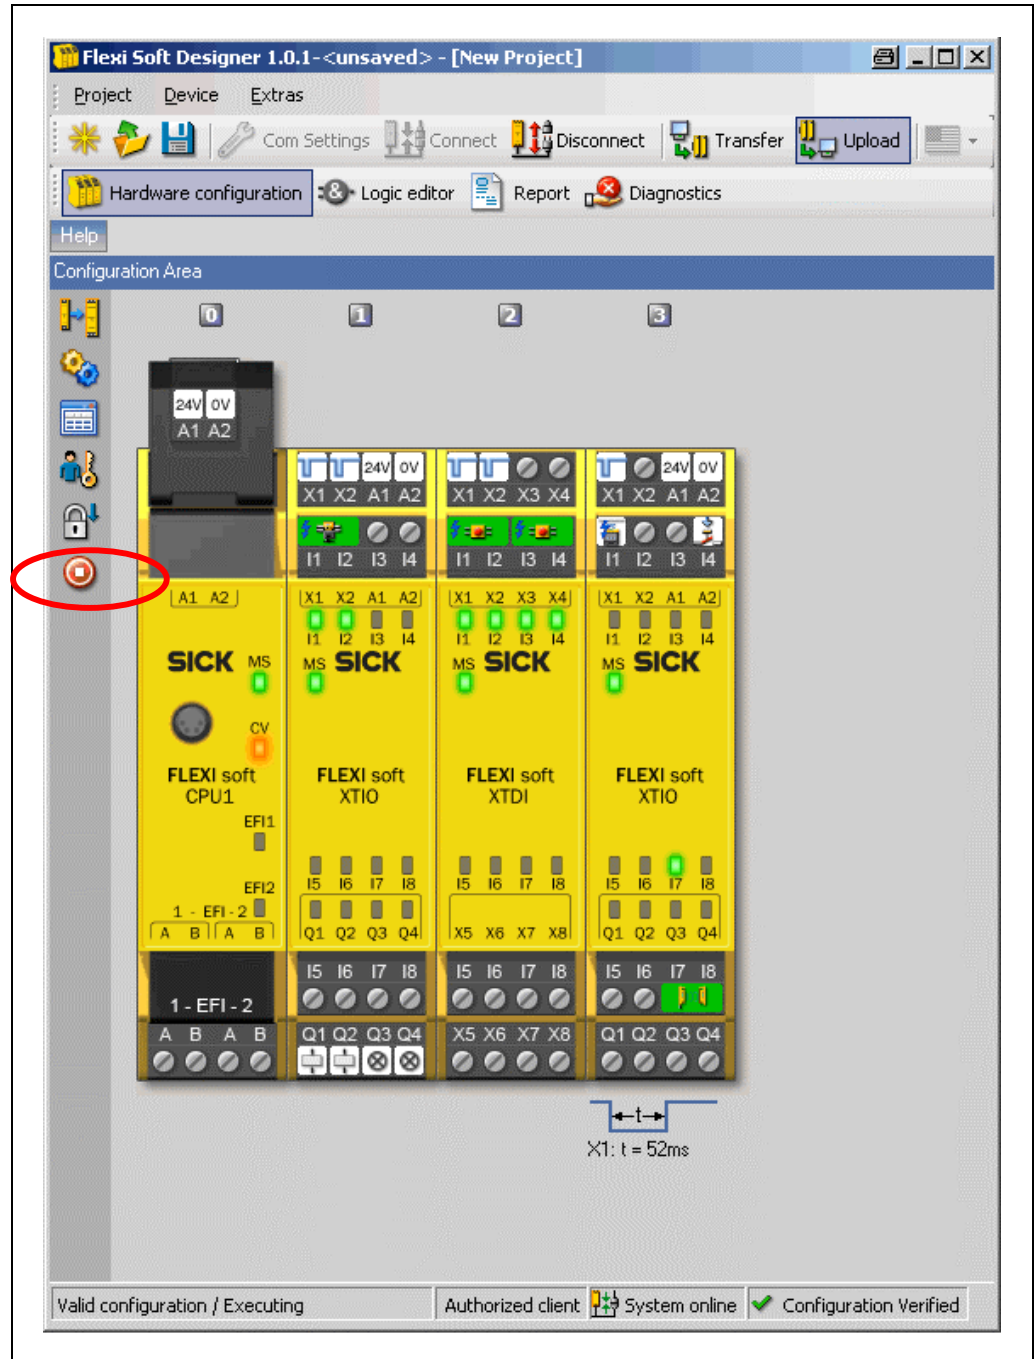 Flexi Soft Designer 1.0.1-<unsaved> - [New Project]
Project Device Extras
Com Settings Connect Disconnect Transfer Upload
Hardware configuration Logic editor Report Diagnostics
Help
Configuration Area
0 1 2 3
24V 0V
A1 A2
24V 0V 24V 0V
X1 X2 A1 A2 X1 X2 X3 X4 X1 X2 A1 A2
I1 I2 I3 I4 I1 I2 I3 I4 I1 I2 I3 I4
A1 A2 X1 X2 A1 A2 X1 X2 X3 X4 X1 X2 A1 A2
I1 I2 I3 I4 I1 I2 I3 I4 I1 I2 I3 I4
SICK MS MS SICK MS SICK MS SICK
CV
FLEXI soft FLEXI soft FLEXI soft FLEXI soft
CPU1 XTIO XTDI XTIO
EFI1
EFI2 I5 I6 I7 I8 I5 I6 I7 I8 I5 I6 I7 I8
1 - EFI - 2
A B A B Q1 Q2 Q3 Q4 X5 X6 X7 X8 Q1 Q2 Q3 Q4
I5 I6 I7 I8 I5 I6 I7 I8 I5 I6 I7 I8
1 - EFI - 2
A B A B Q1 Q2 Q3 Q4 X5 X6 X7 X8 Q1 Q2 Q3 Q4
t
X1: t = 52ms
Valid configuration / Executing Authorized client System online Configuration Verified